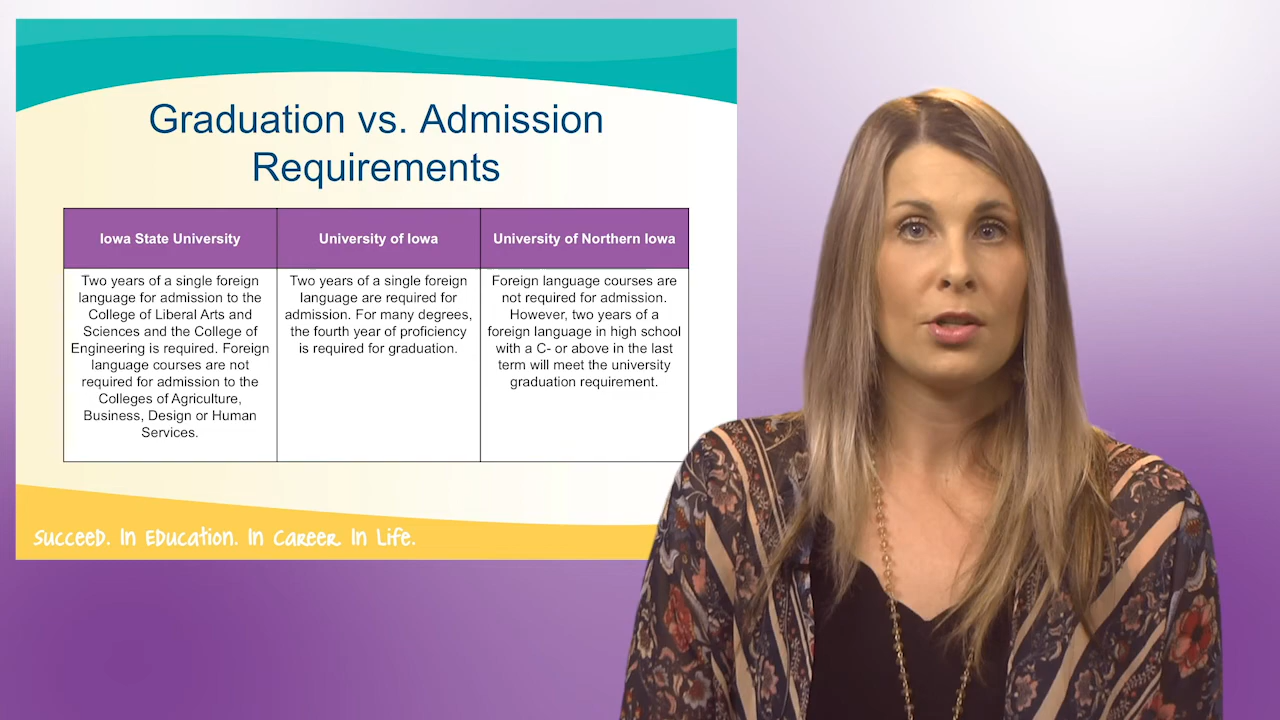 Graduation vs. Admission
Requirements
Iowa State University
University of Iowa
University of Northern Iowa
Two years of a single foreign
language for admission to the
College of Liberal Arts and
Sciences and the College of
Engineering is required. Foreign
language courses are not
required for admission to the
Colleges of Agriculture,
Business, Design or Human
Services.
Two years of a single foreign
language are required for
admission. For many degrees,
the fourth year of proficiency
is required for graduation.
Foreign language courses are
not required for admission.
However, two years of a
foreign language in high school
with a C- or above in the last
term will meet the university
graduation requirement.
Succeed. In Education. In Career. In Life.